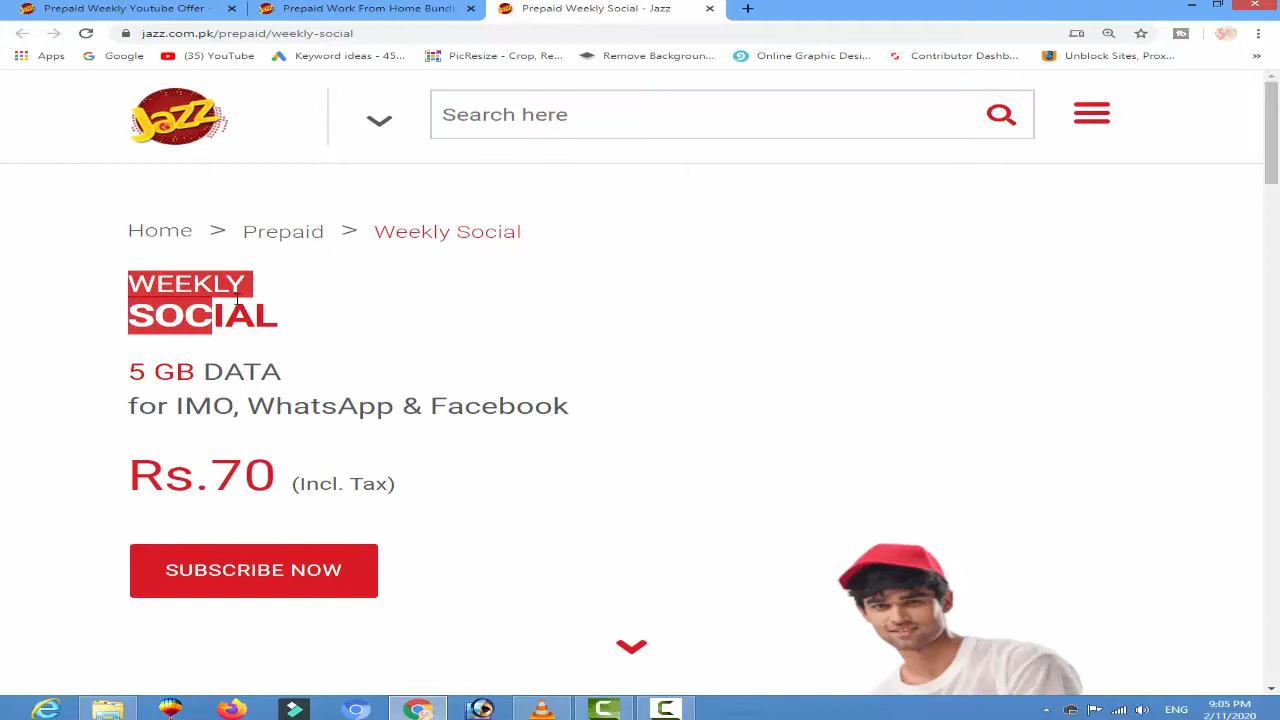 Prepaid Weekly Youtube Offer -
Prepaid Work From Home Bundl
Prepaid Weekly Social - Jazz
jazz.com.pk/prepaid/weekly-social
Apps
Google
(35) YouTube
Keyword ideas - 45...
PicResize - Crop, Re...
Remove Backgroun...
Online Graphic Desi...
Contributor Dashb...
Unblock Sites, Prox...
Jazz
Search here
Home > Prepaid > Weekly Social
WEEKLY
SOCIAL
5 GB DATA
for IMO, WhatsApp & Facebook
Rs.70 (Incl. Tax)
SUBSCRIBE NOW
ENG
9:05 PM
2/11/2020